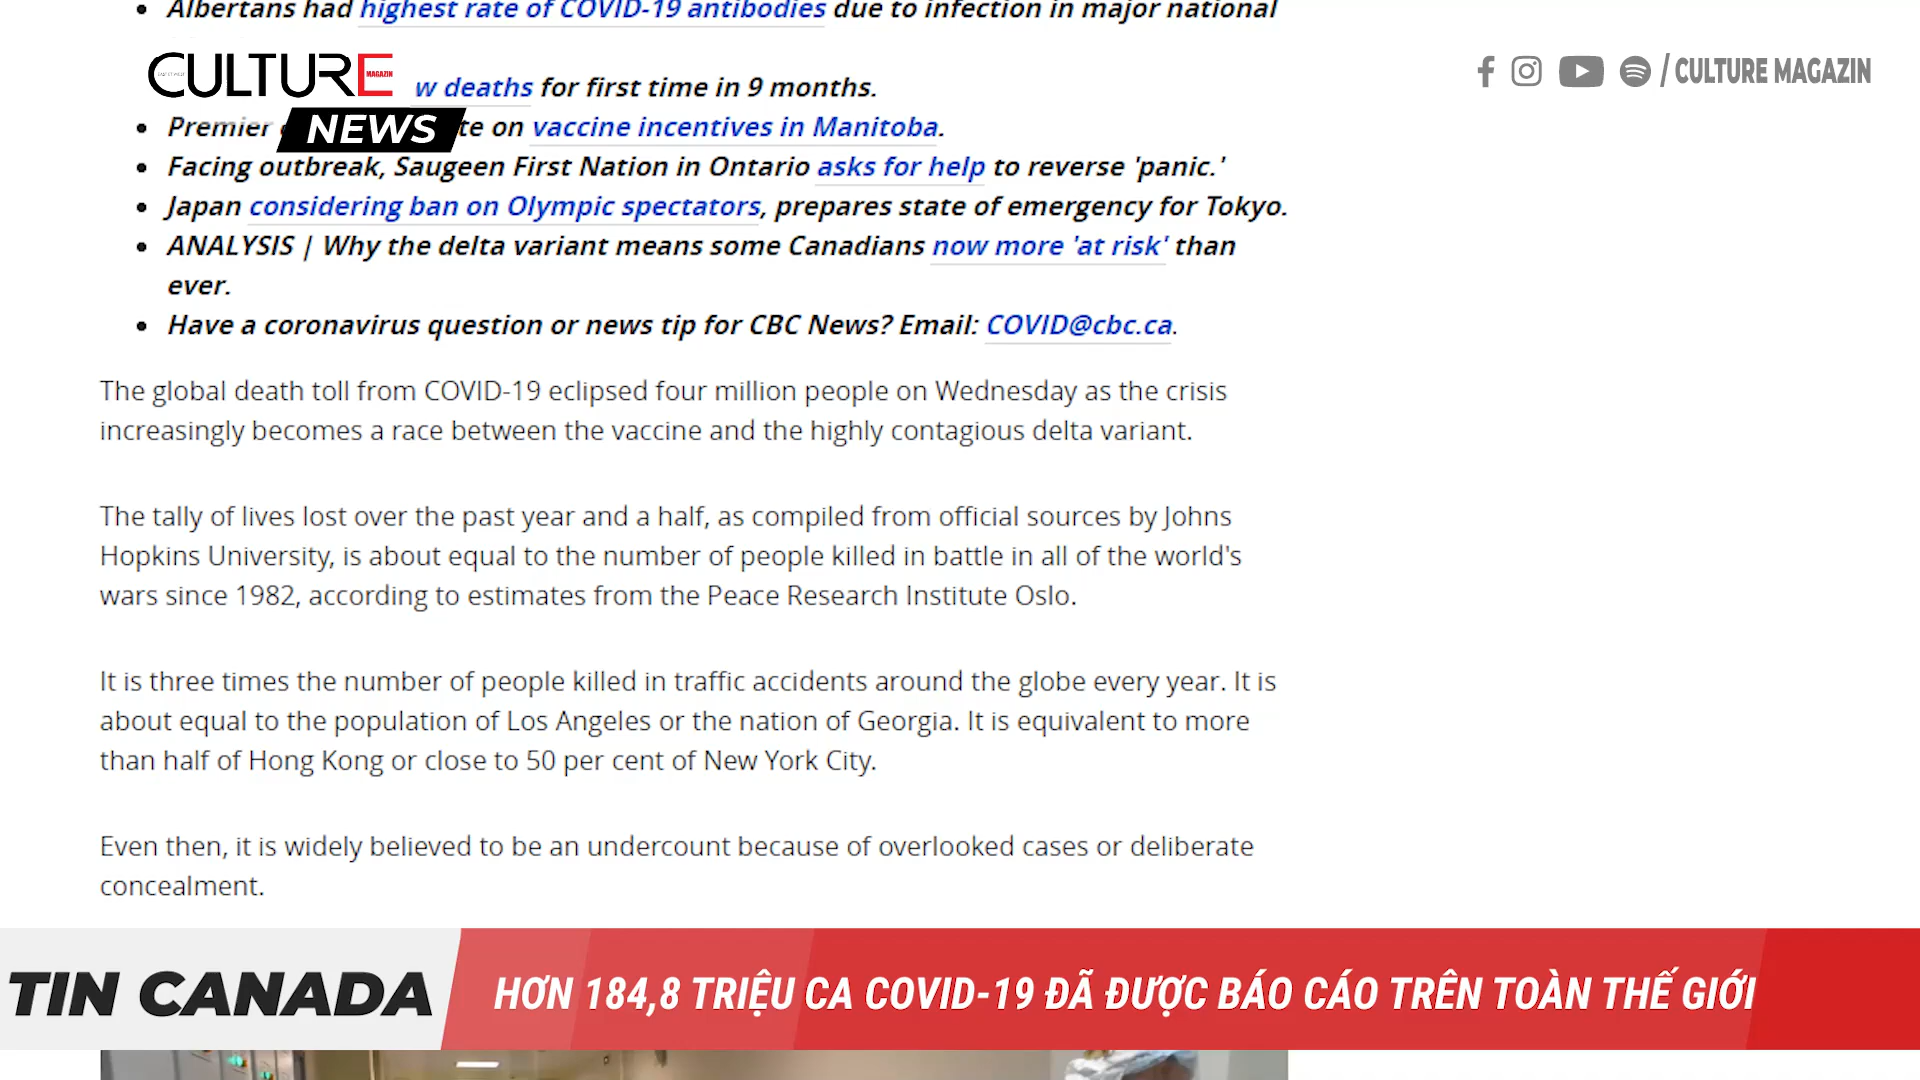 Albertans had highest rate of COVID-19 antibodies due to infection in major national
CULTURE MAGAZIN
/ CULTURE MAGAZIN
w deaths for first time in 9 months.
NEWS
Premier te on vaccine incentives in Manitoba.
Facing outbreak, Saugeen First Nation in Ontario asks for help to reverse 'panic.'
Japan considering ban on Olympic spectators, prepares state of emergency for Tokyo.
ANALYSIS | Why the delta variant means some Canadians now more 'at risk' than
ever.
Have a coronavirus question or news tip for CBC News? Email: COVID@cbc.ca.
The global death toll from COVID-19 eclipsed four million people on Wednesday as the crisis
increasingly becomes a race between the vaccine and the highly contagious delta variant.
The tally of lives lost over the past year and a half, as compiled from official sources by Johns
Hopkins University, is about equal to the number of people killed in battle in all of the world's
wars since 1982, according to estimates from the Peace Research Institute Oslo.
It is three times the number of people killed in traffic accidents around the globe every year. It is
about equal to the population of Los Angeles or the nation of Georgia. It is equivalent to more
than half of Hong Kong or close to 50 per cent of New York City.
Even then, it is widely believed to be an undercount because of overlooked cases or deliberate
concealment.
TIN CANADA
HƠN 184,8 TRIỆU CA COVID-19 ĐÃ ĐƯỢC BÁO CÁO TRÊN TOÀN THẾ GIỚI